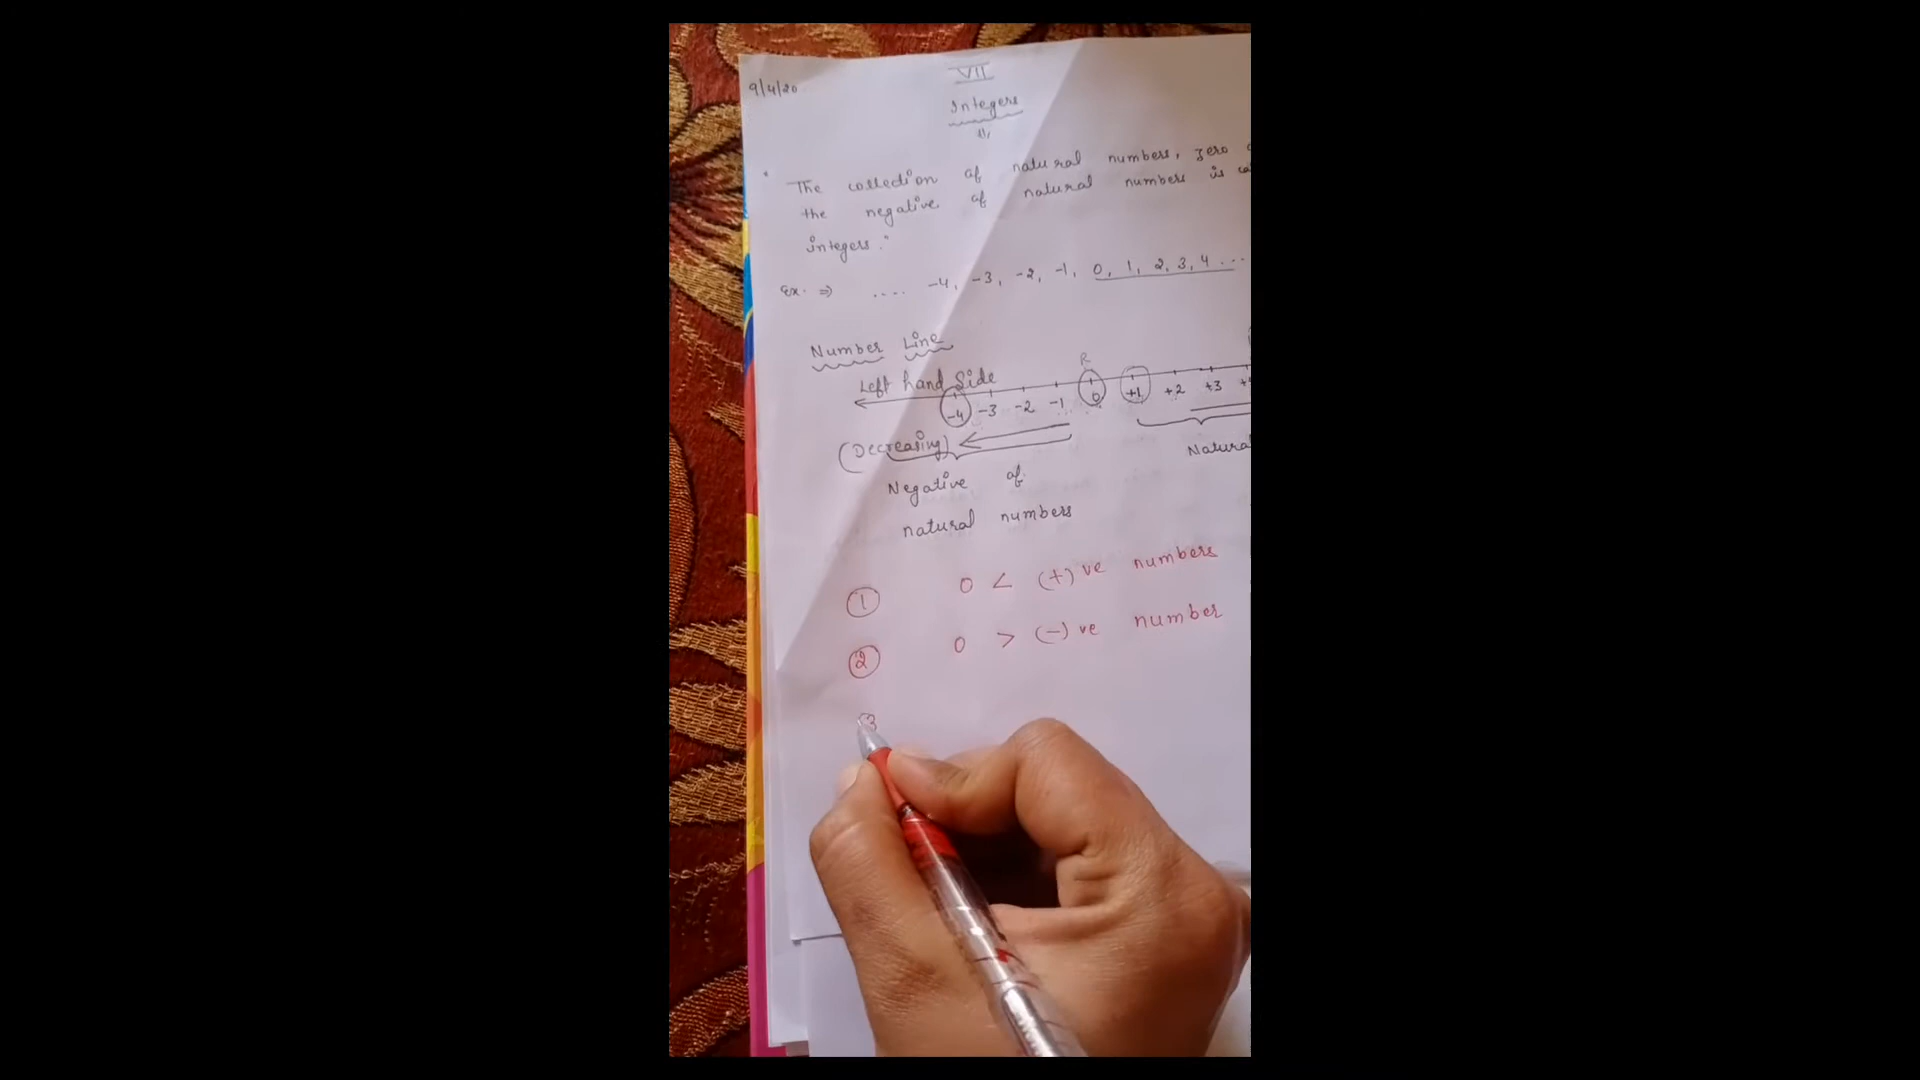 9/4/20
VII
Integers
"The collection of natural numbers, zero
the negative of natural numbers is
integers."
Ex. ⇒ .... -4, -3, -2, -1, 0, 1, 2, 3, 4 ...
Number Line
R
Left hand Side
-4 -3 -2 -1 0 +1 +2 +3
(Decreasing)
Natura
Negative of
natural numbers
1 0 < (+)ve numbers
2 0 > (-)ve number
3